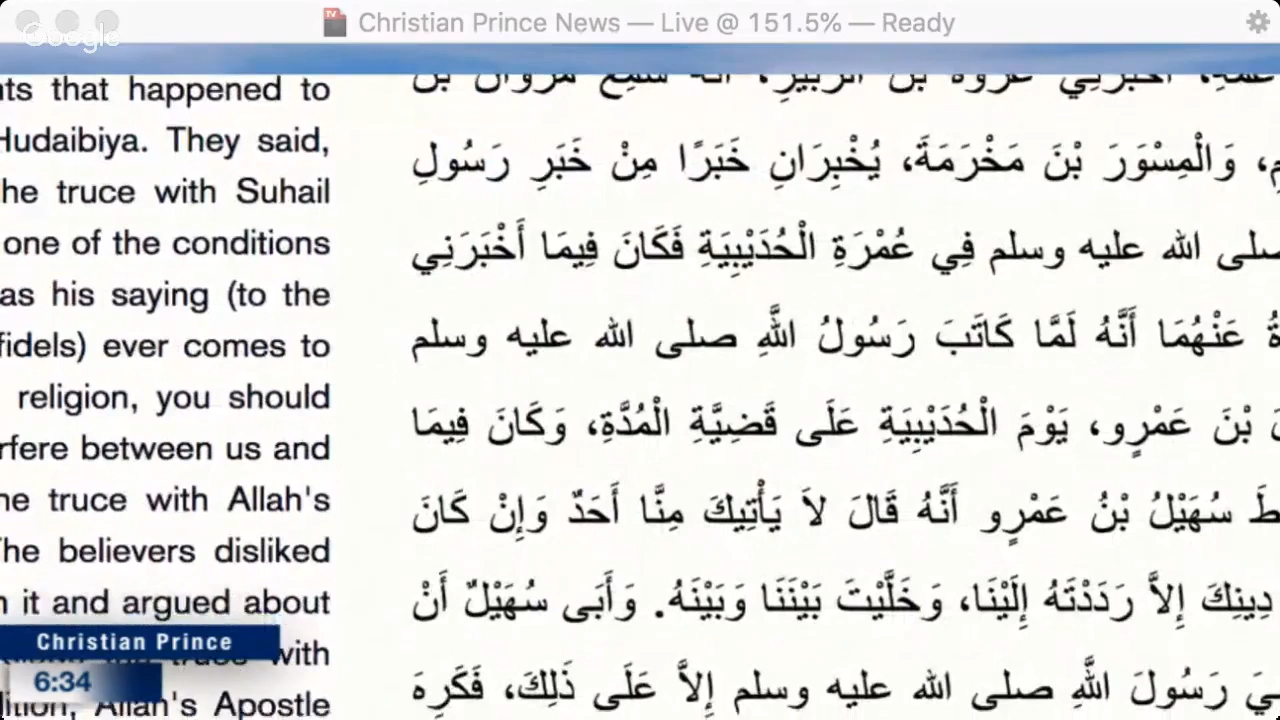 Google
Christian Prince News — Live @ 151.5% — Ready
nts that happened to
Hudaibiya. They said,
he truce with Suhail
one of the conditions
as his saying (to the
fidels) ever comes to
religion, you should
rfere between us and
he truce with Allah's
The believers disliked
n it and argued about
with
Allah's Apostle
أَخْبَرَنِي عُرْوَةُ بْنُ الزُّبَيْرِ، أَنَّهُ سَمِعَ مَرْوَانَ بْنَ
وَالْمِسْوَرَ بْنَ مَخْرَمَةَ، يُخْبِرَانِ خَبَرًا مِنْ خَبَرِ رَسُولِ
صلى الله عليه وسلم فِي عُمْرَةِ الْحُدَيْبِيَةِ فَكَانَ فِيمَا أَخْبَرَنِي
عَنْهُمَا أَنَّهُ لَمَّا كَاتَبَ رَسُولُ اللَّهِ صلى الله عليه وسلم
بْنَ عَمْرٍو، يَوْمَ الْحُدَيْبِيَةِ عَلَى قَضِيَّةِ الْمُدَّةِ، وَكَانَ فِيمَا
سُهَيْلُ بْنُ عَمْرٍو أَنَّهُ قَالَ لاَ يَأْتِيكَ مِنَّا أَحَدٌ وَإِنْ كَانَ
دِينِكَ إِلاَّ رَدَدْتَهُ إِلَيْنَا، وَخَلَّيْتَ بَيْنَنَا وَبَيْنَهُ. وَأَبَى سُهَيْلٌ أَنْ
رَسُولَ اللَّهِ صلى الله عليه وسلم إِلاَّ عَلَى ذَلِكَ، فَكَرِهَ
Christian Prince
6:34